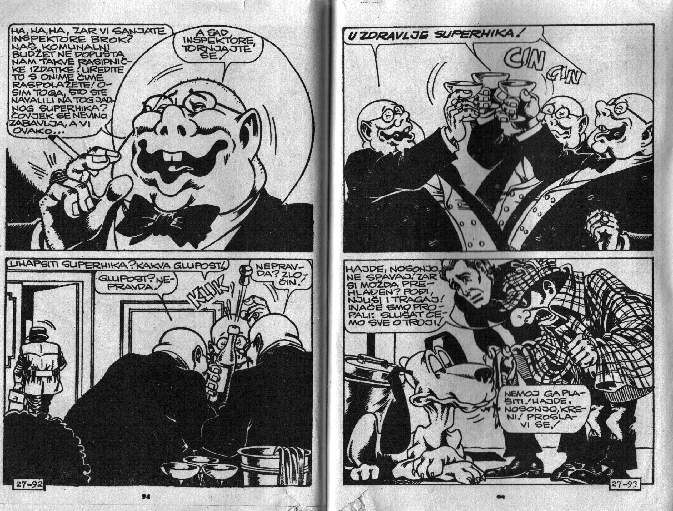 HA, HA, HA, ZAR VI SANJATE
INSPEKTORE BROK?
NAŠ, KOMUNALNI
BUDŽET NE DOPUŠTA
NAM TAKVE RASIPNIČ-
KE IZDATKE! UREDITE
TO S ONIME ČIME
RASPOLAŽETE! O-
SIM TOGA, ŠTO STE
NAVALILI NA TOG JAD-
NOG SUPERHIKA?
ČOVJEK SE NEVINO
ZABAVLJA, A VI
OVAKO...
A SAD
INSPEKTORE,
TORNJAJTE
SE!
UHAPSITI SUPERHIKA? KAKVA GLUPOST!
GLUPOST? NE-
PRAVDA!
KLIK
NEPRAV-
DA? ZLO-
ČIN.
27-92
U ZDRAVLJE SUPERHIKA!
CIN
CIN
HAJDE, NOSONJO,
NE SPAVAJ! ZAR
SI MOŽDA, PRE-
HLAĐEN? PODI,
NJUŠI I TRAGAJ!
INAČE SMO PRO-
PALI: SLUŠAT ĆE-
MO SVE O TROJI!
NEMOJ GA PLA-
ŠITI! HAJDE,
NOSONJO, KRE-
NI! PROSLA-
VI SE!
27-93